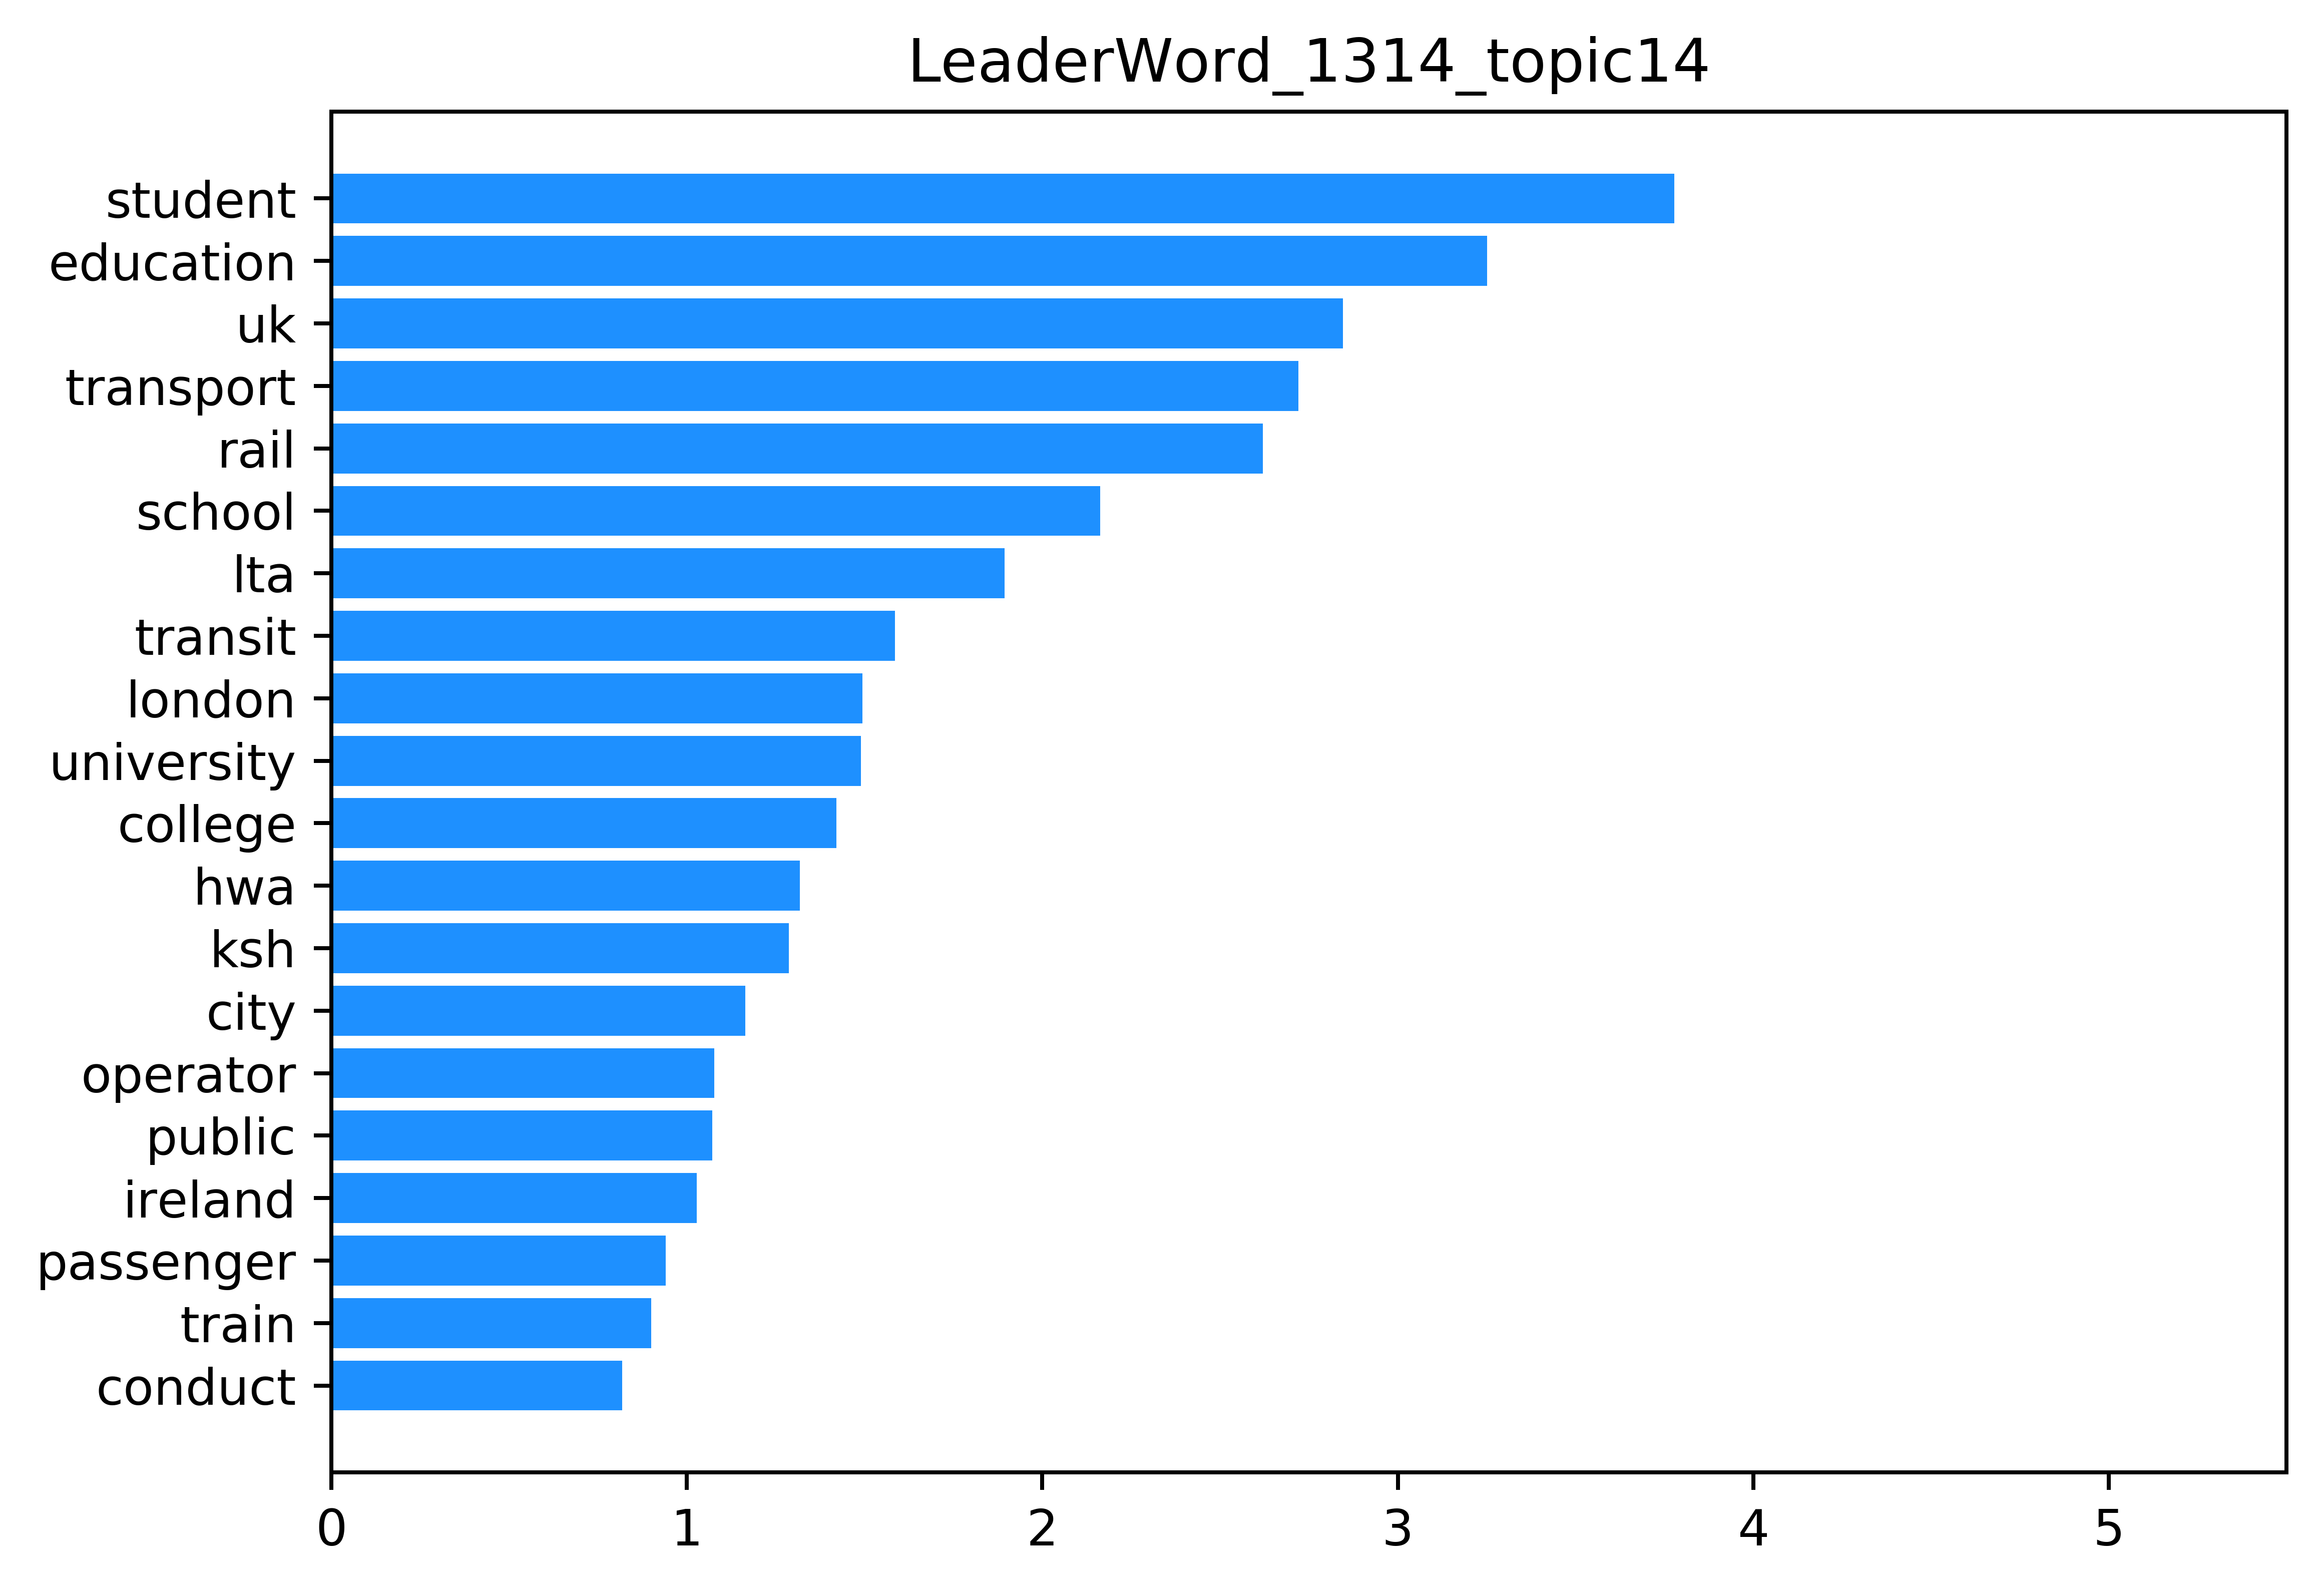 LeaderWord_1314_topic14
student
education
uk
transport
rail
school
lta
transit
london
university
college
hwa
ksh
city
operator
public
ireland
passenger
train
conduct
0 1 2 3 4 5